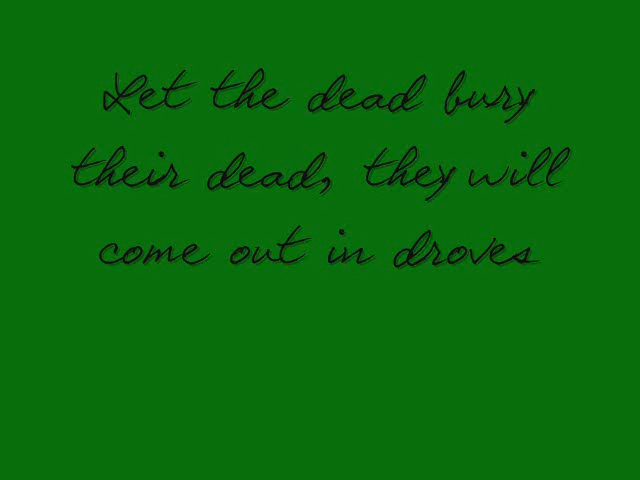 Let the dead bury
their dead, they will
come out in droves